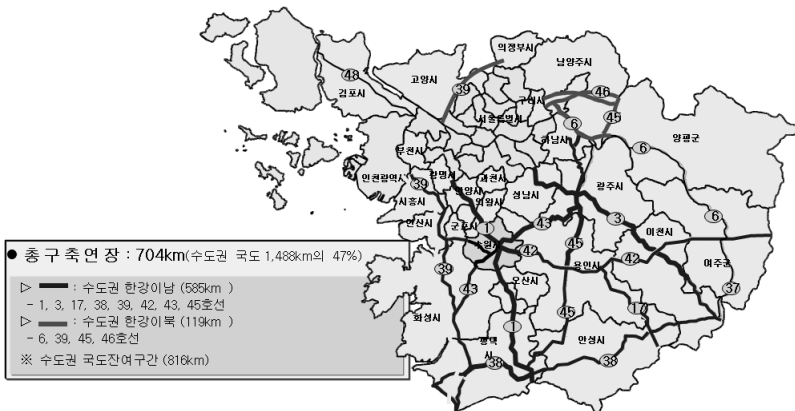 의정부시
남양주시
고양시
48
김포시
39
46
구리시
45
서울특별시
6
하남시
양평군
6
부천시
인천광역시
39
광명시
과천시
안양시
성남시
광주시
의왕시
시흥시
안산시
군포시
1
43
3
6
이천시
수원시
42
45
용인시
42
여주군
39
43
오산시
37
화성시
1
45
17
안성시
평택시
38
38
● 총구축연장 : 704km(수도권 국도 1,488km의 47%)
▷ : 수도권 한강이남 (585km )
- 1, 3, 17, 38, 39, 42, 43, 45호선
▷ : 수도권 한강이북 (119km )
- 6, 39, 45, 46호선
※ 수도권 국도잔여구간 (816km)